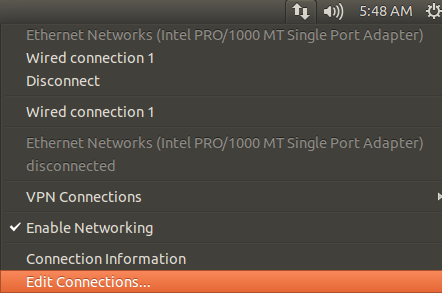 5:48 AM
Ethernet Networks (Intel PRO/1000 MT Single Port Adapter)
Wired connection 1
Disconnect
Wired connection 1
Ethernet Networks (Intel PRO/1000 MT Single Port Adapter)
disconnected
VPN Connections
Enable Networking
Connection Information
Edit Connections...